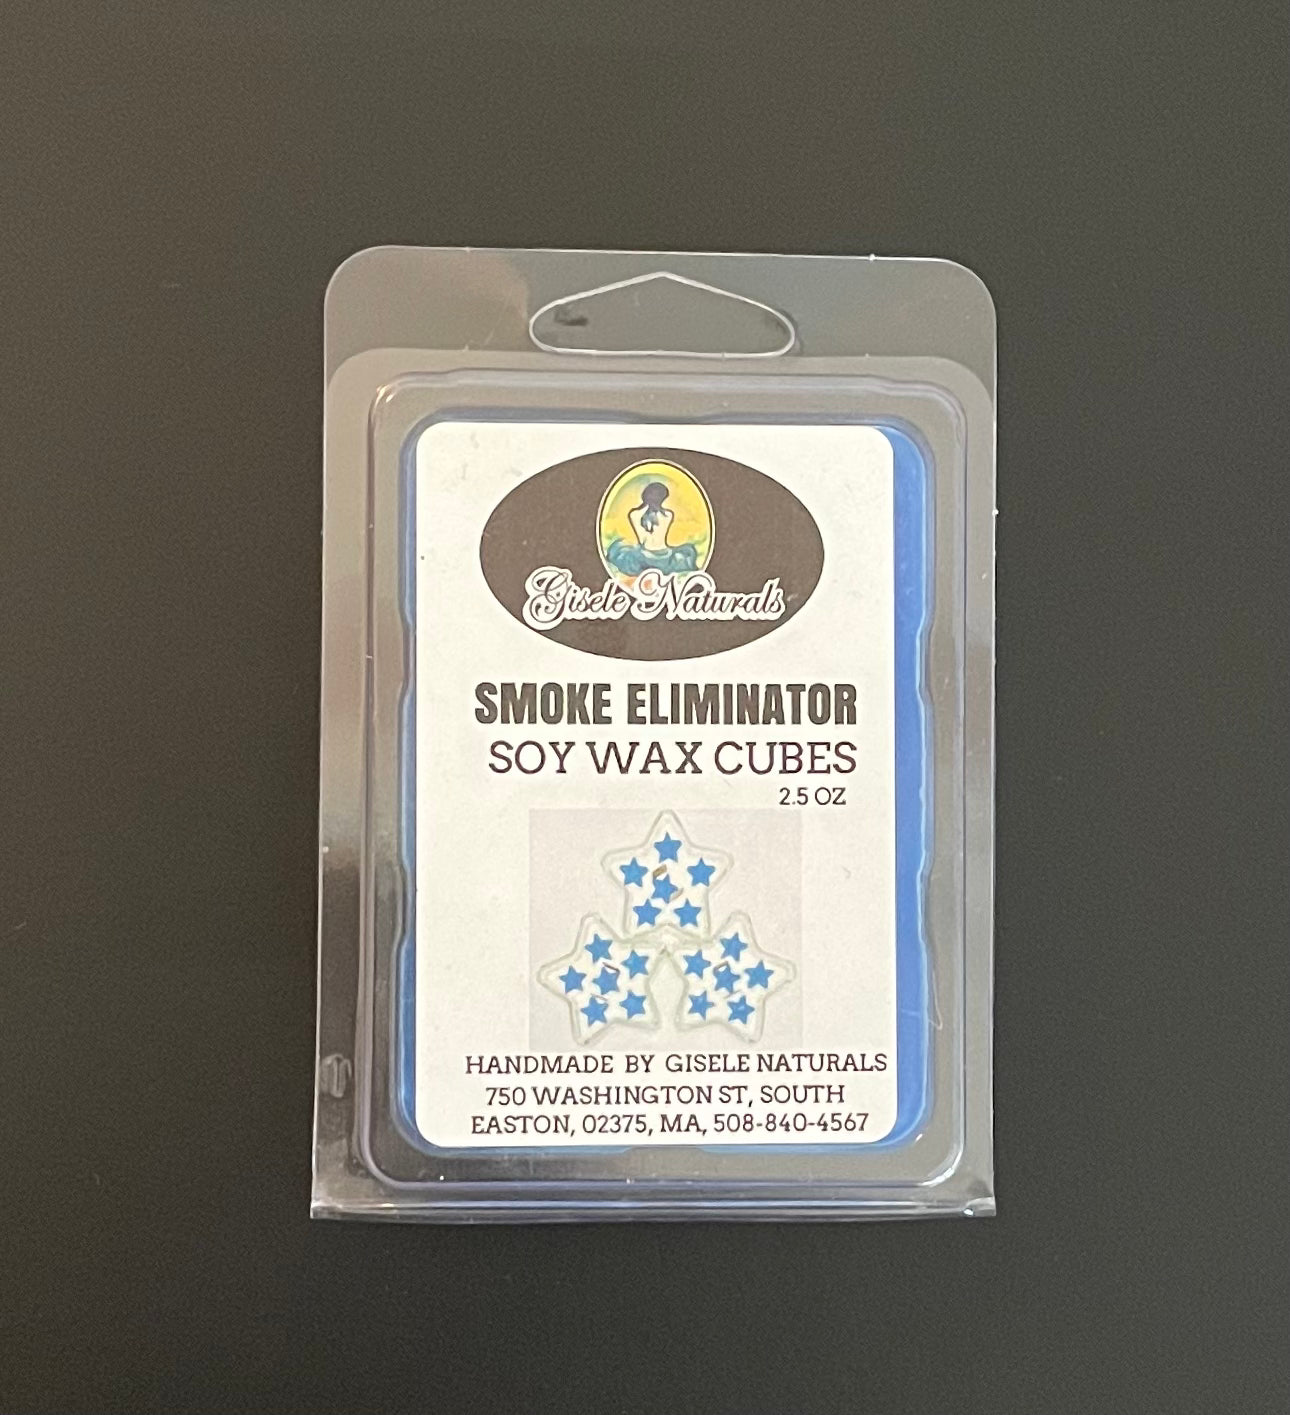 Gisele Naturals
SMOKE ELIMINATOR
SOY WAX CUBES
2.5 OZ
HANDMADE BY GISELE NATURALS
750 WASHINGTON ST, SOUTH
EASTON, 02375, MA, 508-840-4567